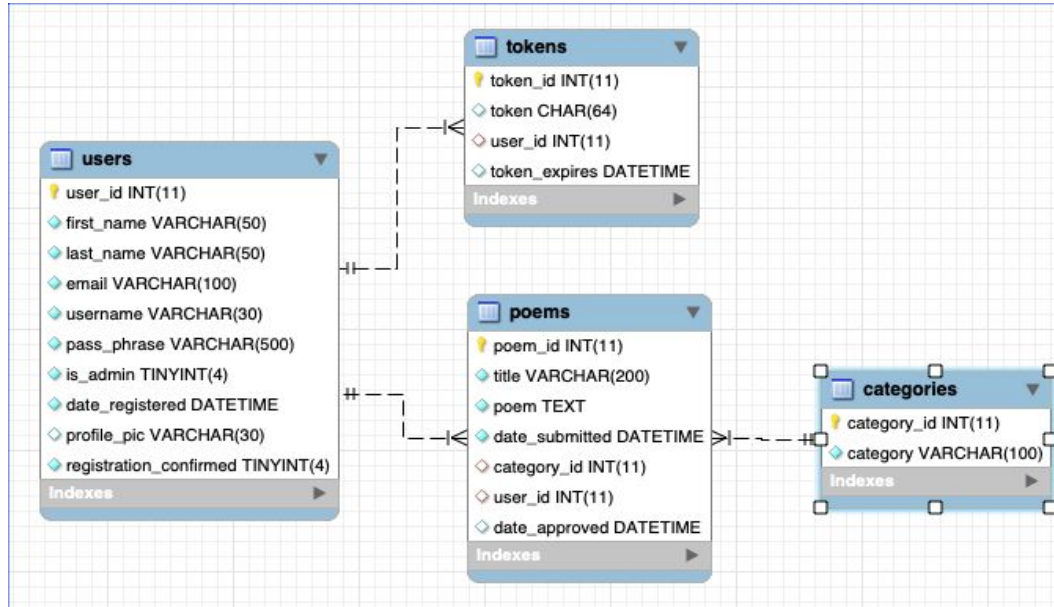 tokens
token_id INT(11)
token CHAR(64)
user_id INT(11)
token_expires DATETIME
Indexes
users
user_id INT(11)
first_name VARCHAR(50)
last_name VARCHAR(50)
email VARCHAR(100)
username VARCHAR(30)
pass_phrase VARCHAR(500)
is_admin TINYINT(4)
date_registered DATETIME
profile_pic VARCHAR(30)
registration_confirmed TINYINT(4)
Indexes
poems
poem_id INT(11)
title VARCHAR(200)
poem TEXT
date_submitted DATETIME
category_id INT(11)
user_id INT(11)
date_approved DATETIME
Indexes
categories
category_id INT(11)
category VARCHAR(100)
Indexes